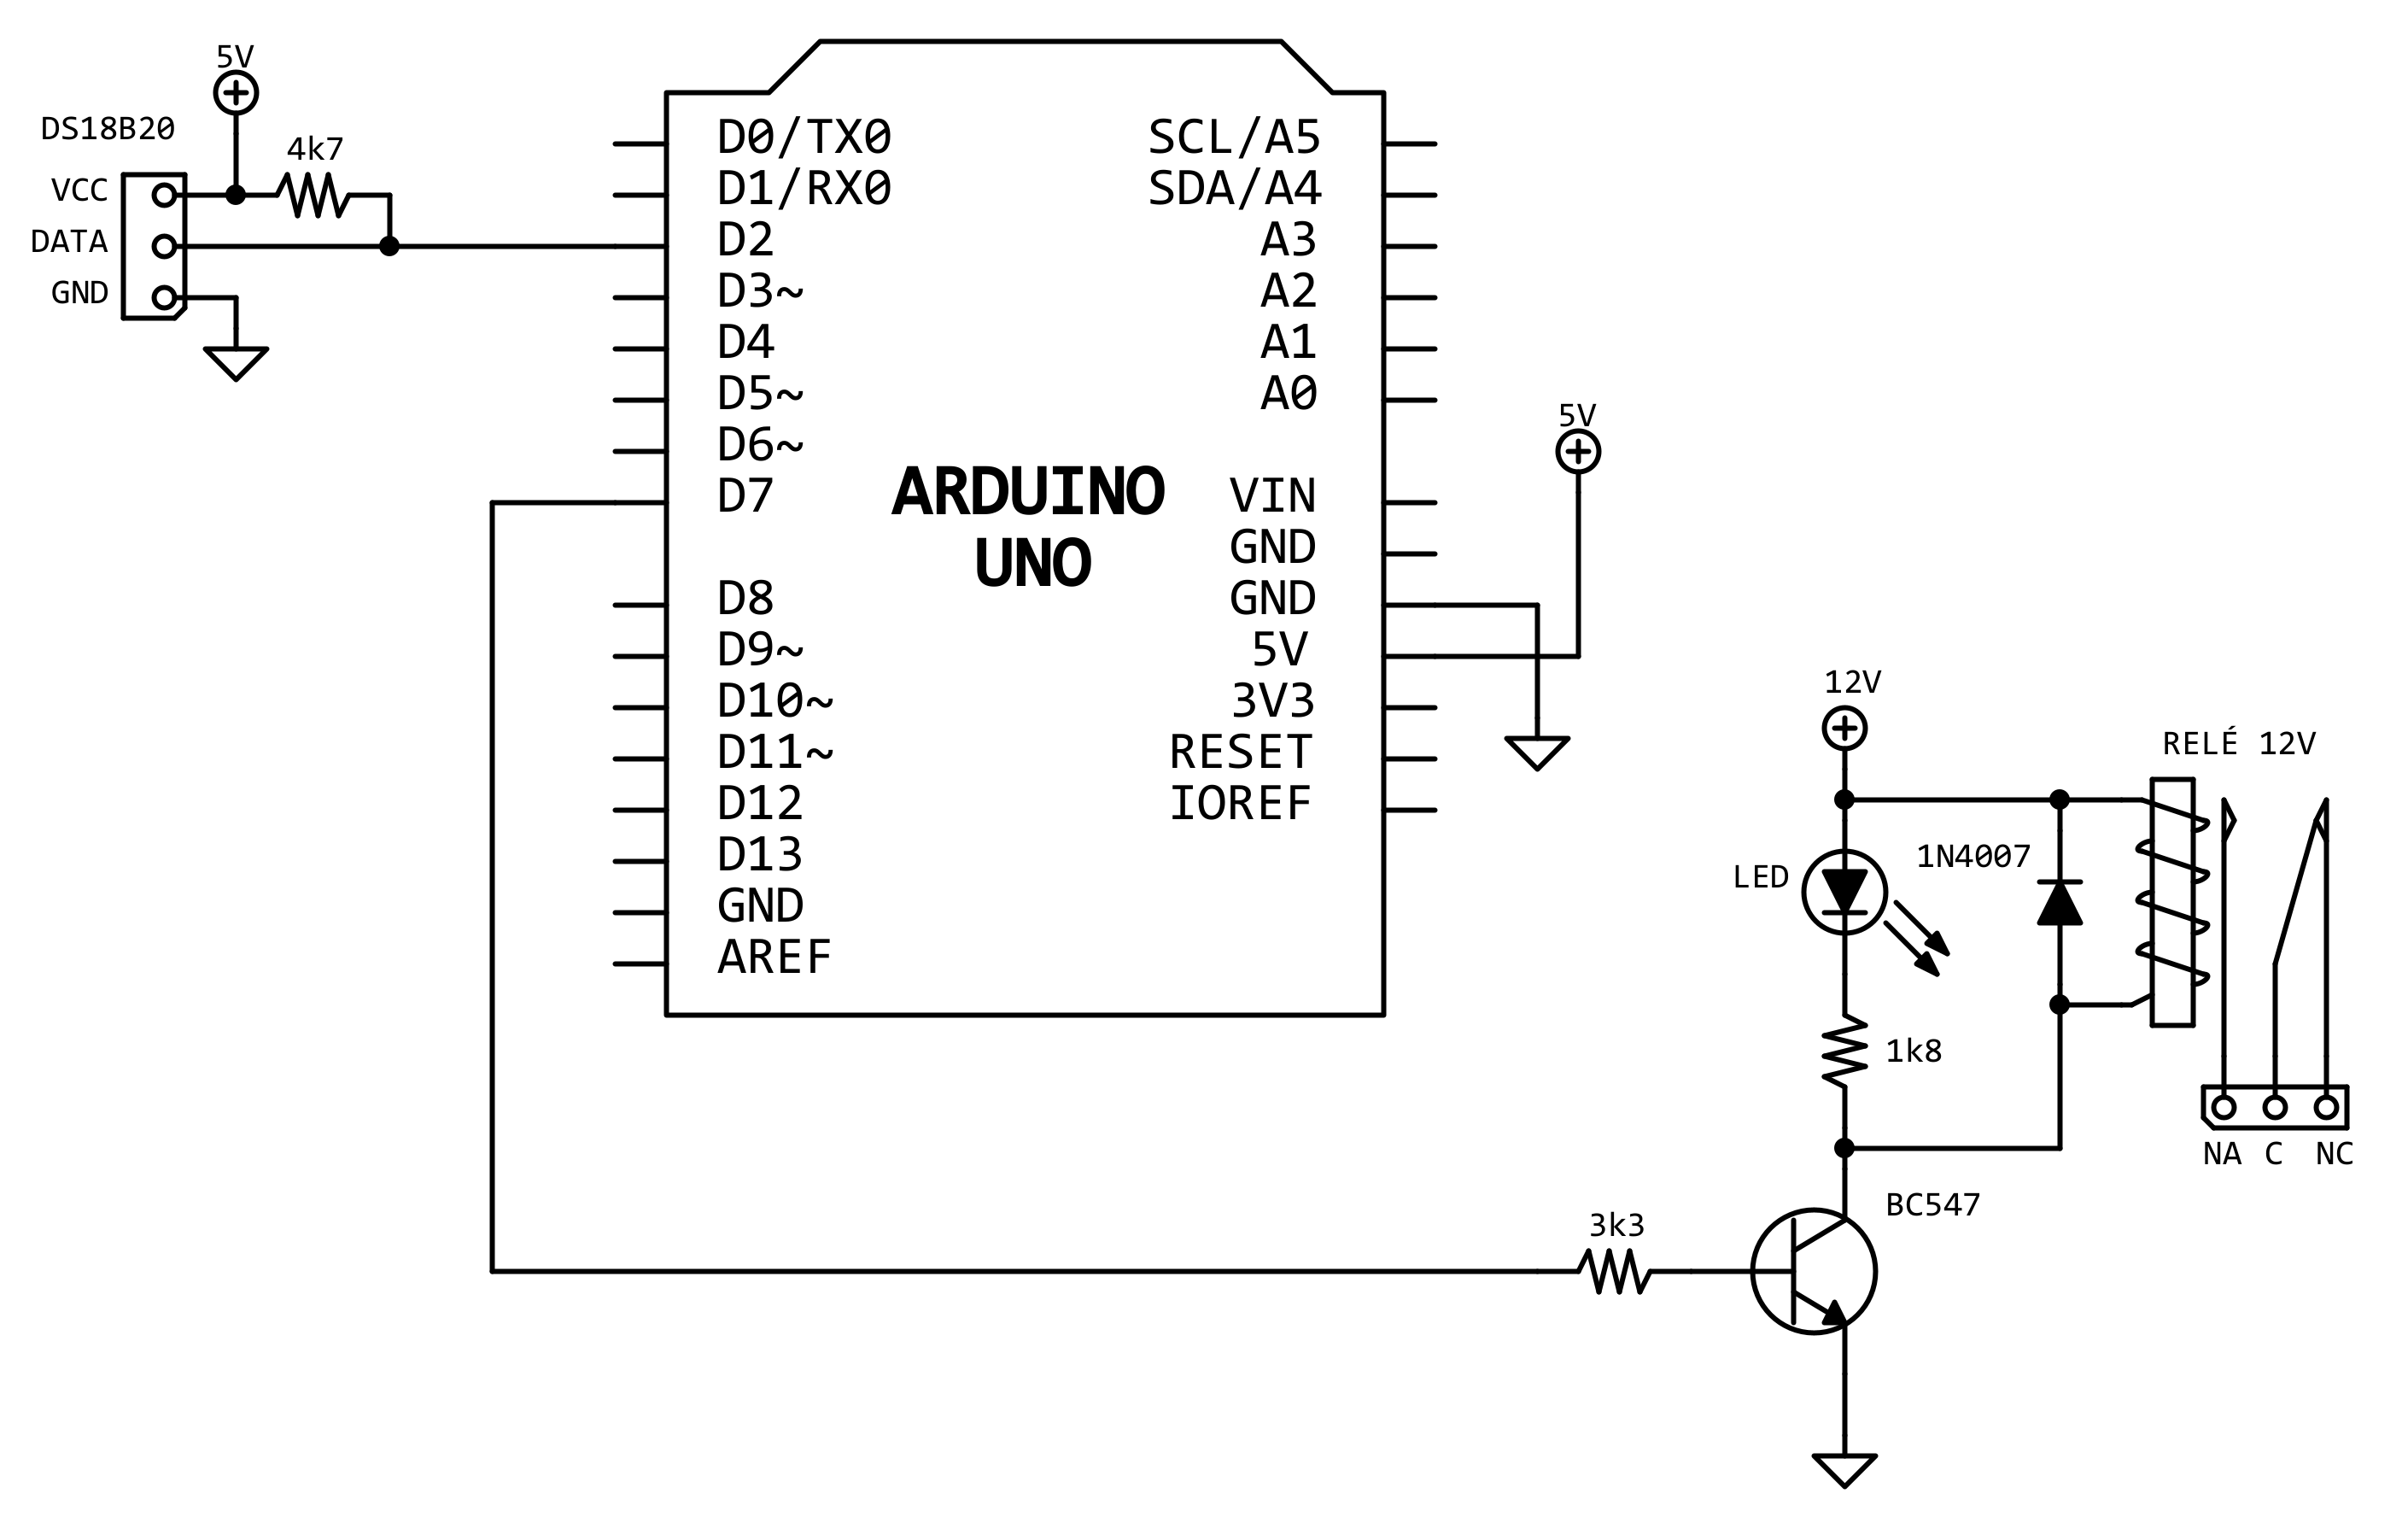 5V
DS18B20
4k7
VCC
DATA
GND
D0/TX0
D1/RX0
D2
D3~
D4
D5~
D6~
D7
D8
D9~
D10~
D11~
D12
D13
GND
AREF
ARDUINO
UNO
SCL/A5
SDA/A4
A3
A2
A1
A0
VIN
GND
GND
5V
3V3
RESET
IOREF
5V
12V
RELÉ 12V
LED
1N4007
1k8
NA C NC
BC547
3k3